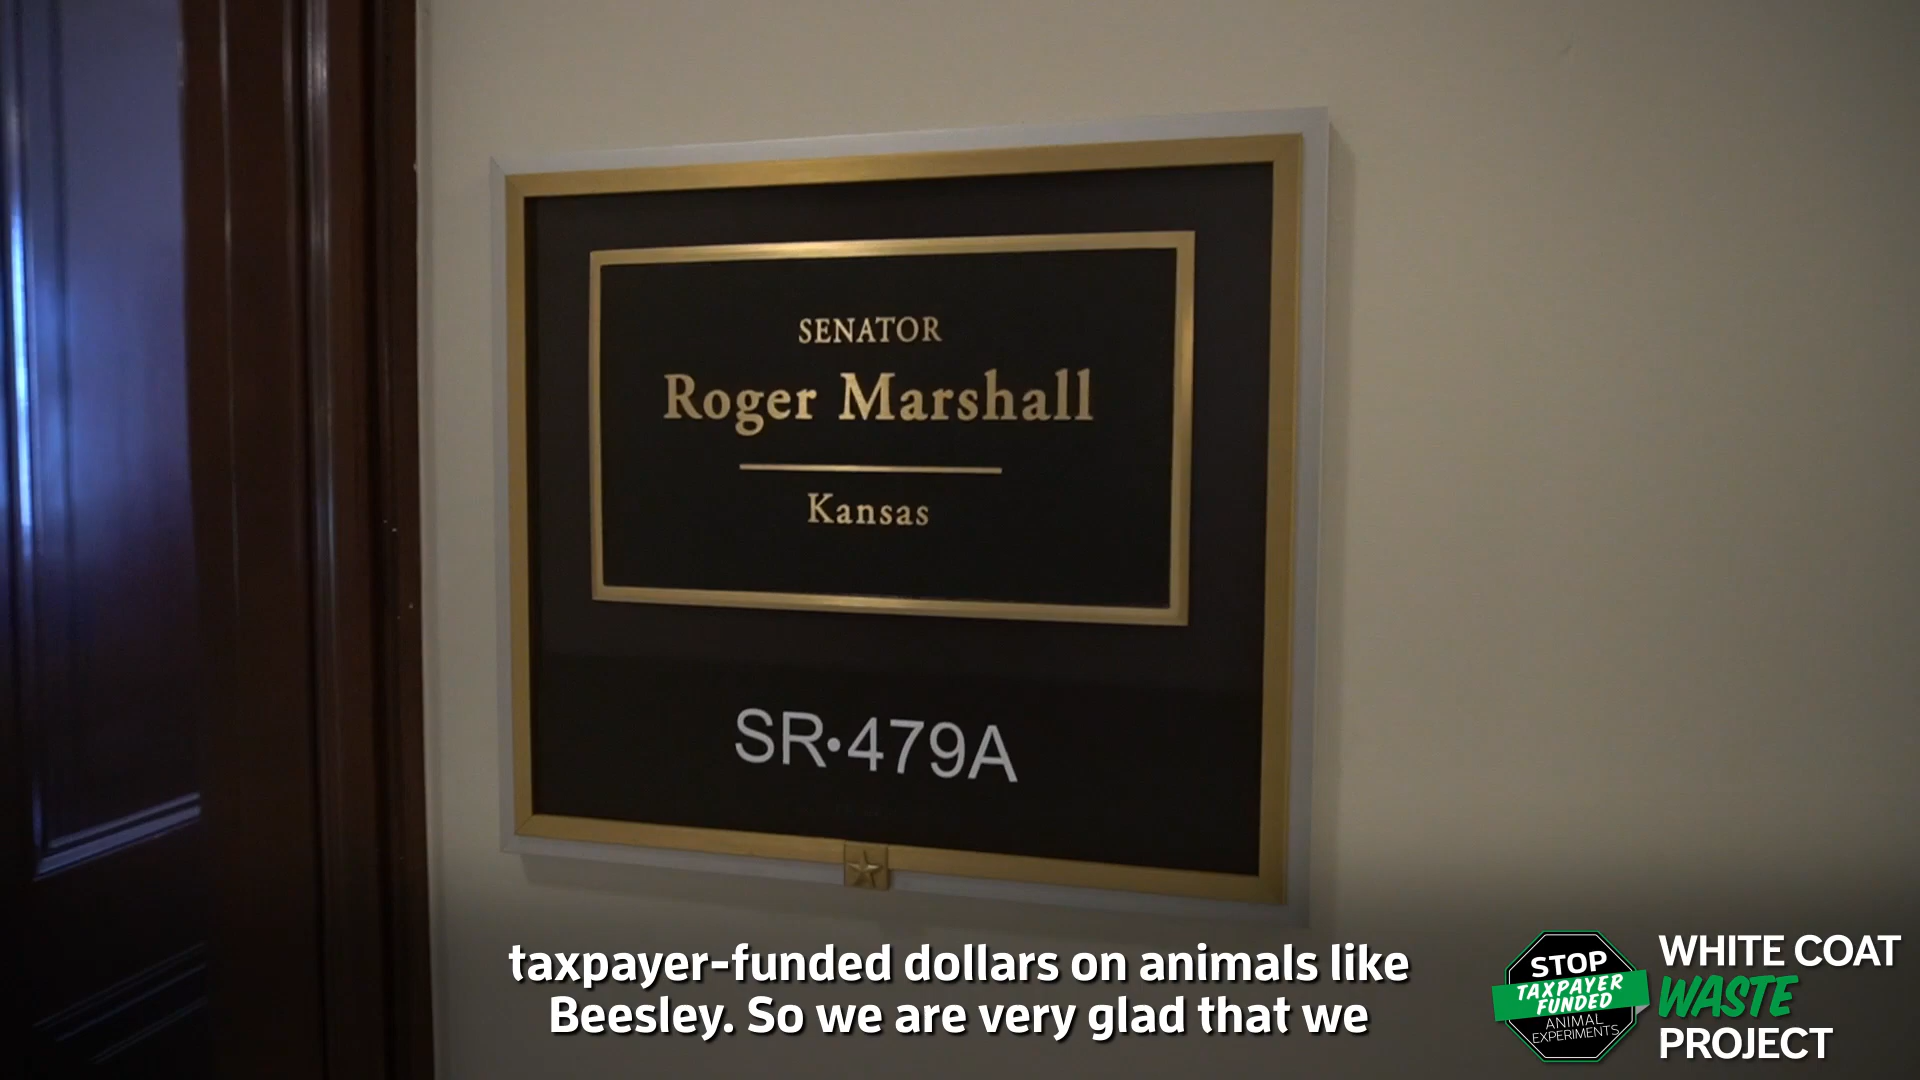 SENATOR
Roger Marshall
Kansas
SR•479A
taxpayer-funded dollars on animals like
Beesley. So we are very glad that we
STOP
TAXPAYER
FUNDED
ANIMAL
EXPERIMENTS
WHITE COAT
WASTE
PROJECT